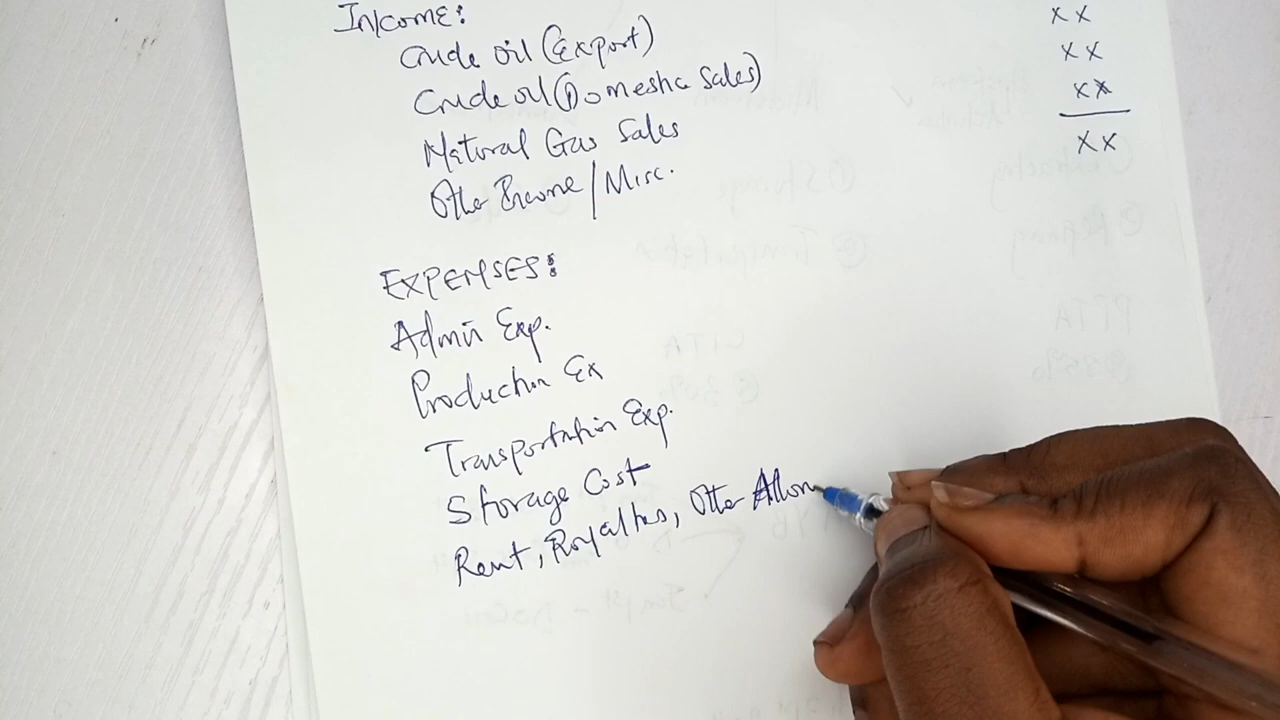 Income: xx
Crude oil (Export) xx
Crude oil (Domestic Sales) xx
Natural Gas Sales xx
Other Income / Misc.
EXPENSES:
Admin Exp.
Production Ex
Transportation Exp.
Storage Cost
Rent, Royalties, Other Allow